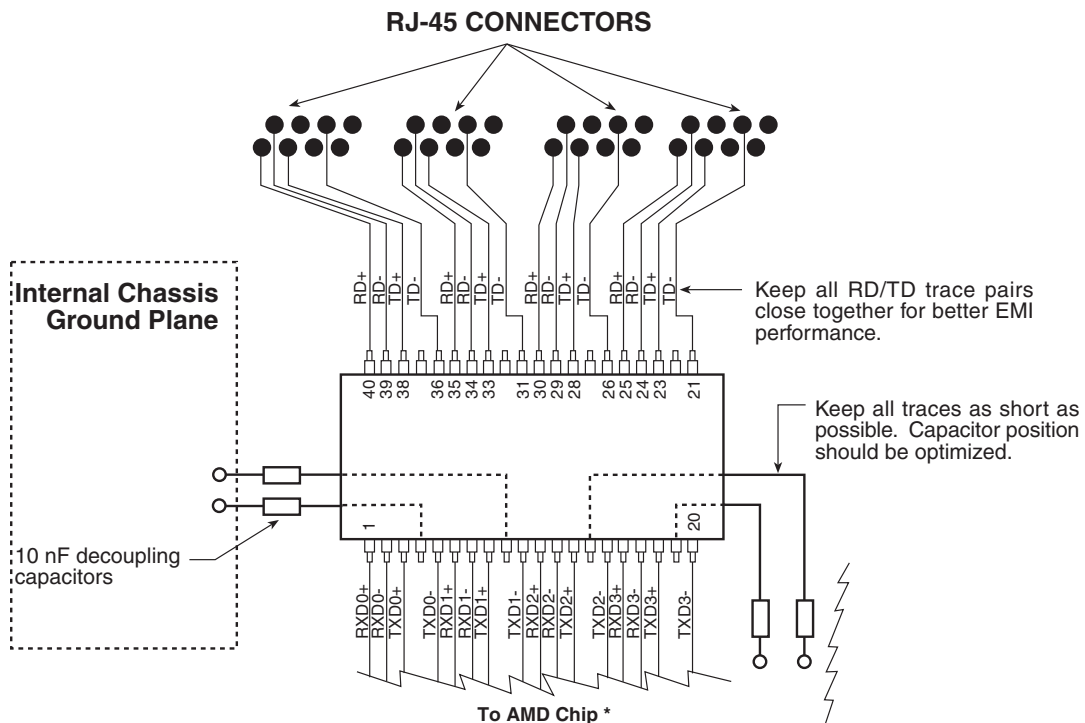 RJ-45 CONNECTORS
Internal Chassis
Ground Plane
RD+ RD- TD+ TD- RD+ RD- TD+ TD- RD+ RD- TD+ TD- RD+ RD- TD+ TD-
Keep all RD/TD trace pairs
close together for better EMI
performance.
40 39 38 36 35 34 33 31 30 29 28 26 25 24 23 21
Keep all traces as short as
possible. Capacitor position
should be optimized.
1 20
10 nF decoupling
capacitors
RXD0+ RXD0- TXD0+ TXD0- RXD1+ RXD1- TXD1+ TXD1- RXD2+ RXD2- TXD2+ TXD2- RXD3+ RXD3- TXD3+ TXD3-
To AMD Chip *